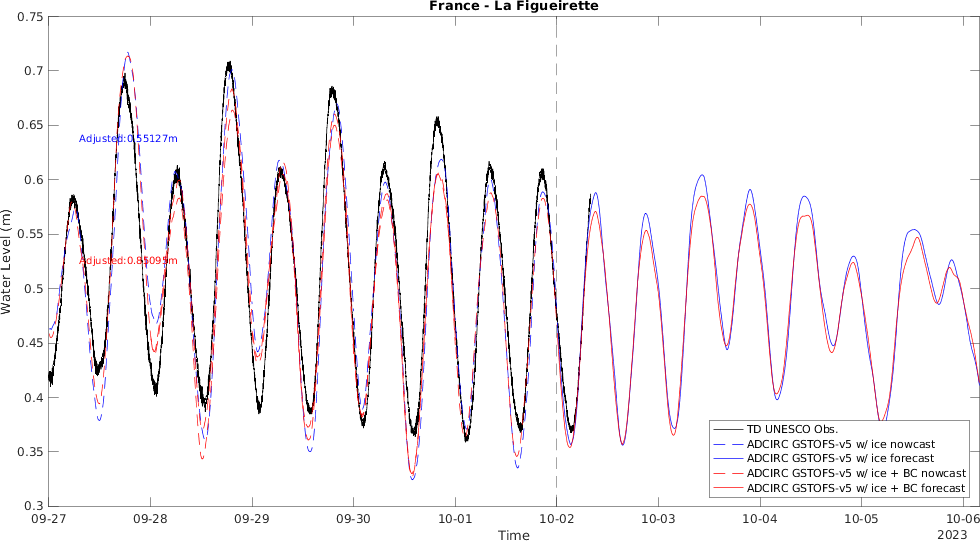 France - La Figueirette
0.75
0.7
0.65
0.6
0.55
0.5
0.45
0.4
0.35
0.3
Water Level (m)
Adjusted:0.55127m
Adjusted:0.85095m
TD UNESCO Obs.
ADCIRC GSTOFS-v5 w/ ice nowcast
ADCIRC GSTOFS-v5 w/ ice forecast
ADCIRC GSTOFS-v5 w/ ice + BC nowcast
ADCIRC GSTOFS-v5 w/ ice + BC forecast
09-27 09-28 09-29 09-30 10-01 10-02 10-03 10-04 10-05 10-06
Time
2023